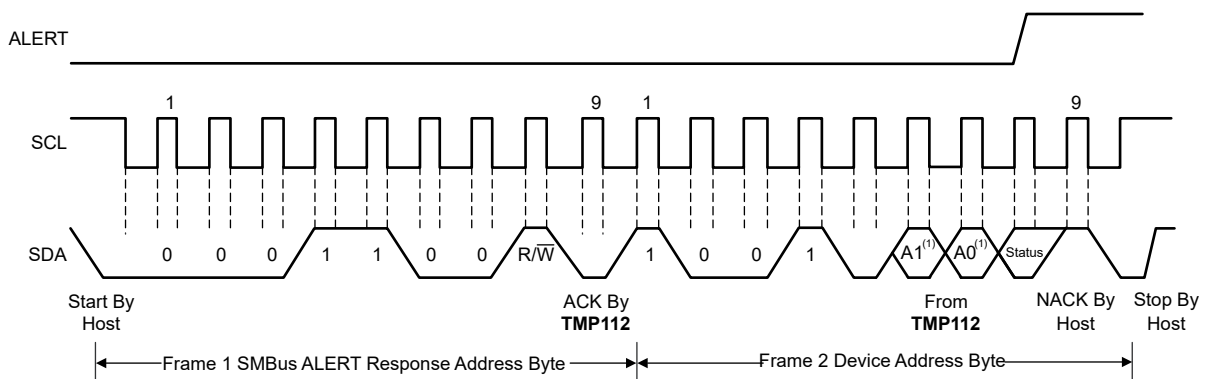 ALERT
1 9 1 9
SCL
SDA 0 0 0 1 1 0 0 R/W 1 0 0 1 A1(1) A0(1) Status
Start By
Host
ACK By
TMP112
From
TMP112
NACK By
Host
Stop By
Host
Frame 1 SMBus ALERT Response Address Byte
Frame 2 Device Address Byte